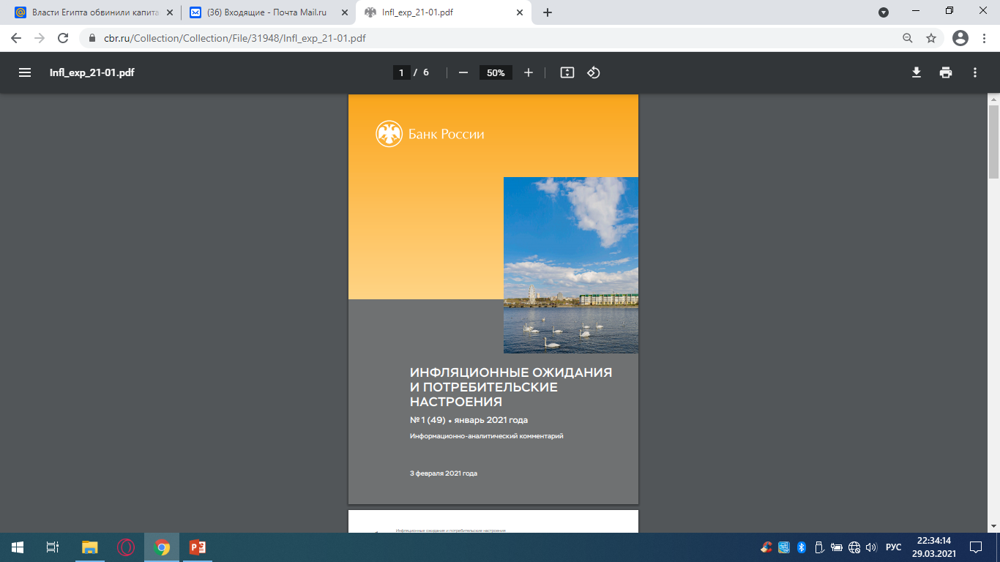 Власти Египта обвинили капита
(36) Входящие - Почта Mail.ru
Infl_exp_21-01.pdf
cbr.ru/Collection/Collection/File/31948/Infl_exp_21-01.pdf
Infl_exp_21-01.pdf
1 / 6
50%
Банк России
ИНФЛЯЦИОННЫЕ ОЖИДАНИЯ
И ПОТРЕБИТЕЛЬСКИЕ
НАСТРОЕНИЯ
№ 1 (49) • январь 2021 года
Информационно-аналитический комментарий
3 февраля 2021 года
Инфляционные ожидания и потребительские настроения
РУС
22:34:14
29.03.2021